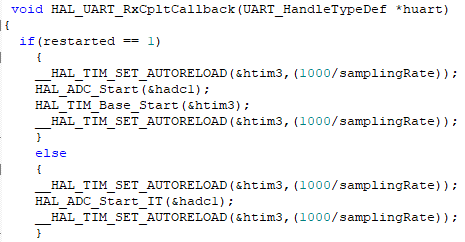 void HAL_UART_RxCpltCallback(UART_HandleTypeDef *huart)
{
if(restarted == 1)
{
__HAL_TIM_SET_AUTORELOAD(&htim3,(1000/samplingRate));
HAL_ADC_Start(&hadc1);
HAL_TIM_Base_Start(&htim3);
__HAL_TIM_SET_AUTORELOAD(&htim3,(1000/samplingRate));
}
else
{
__HAL_TIM_SET_AUTORELOAD(&htim3,(1000/samplingRate));
HAL_ADC_Start_IT(&hadc1);
__HAL_TIM_SET_AUTORELOAD(&htim3,(1000/samplingRate));
}